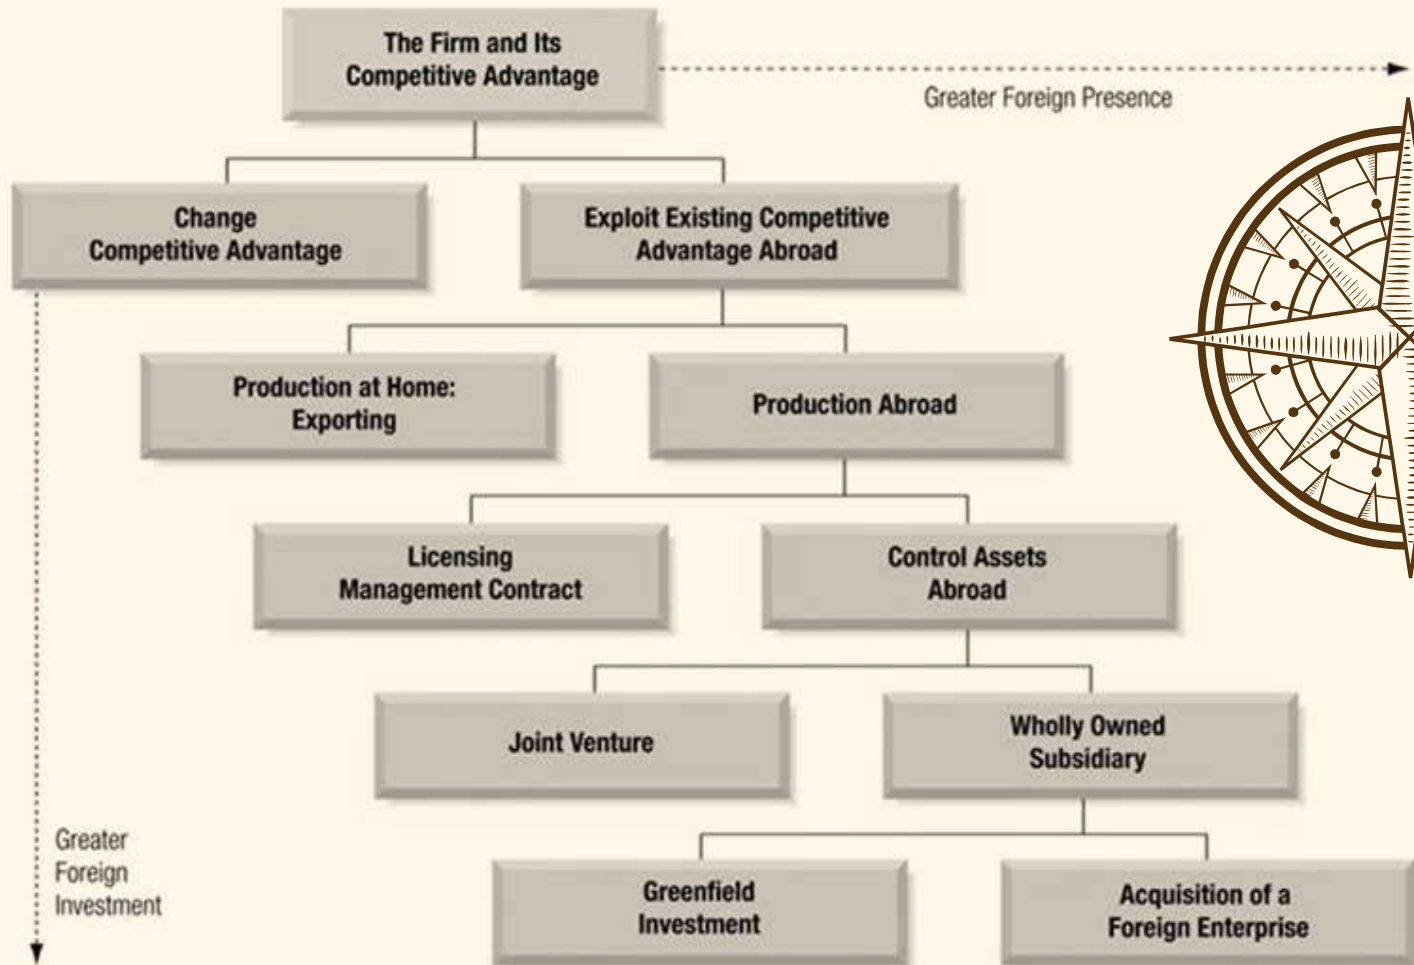 The Firm and Its
Competitive Advantage
Greater Foreign Presence
Change
Competitive Advantage
Exploit Existing Competitive
Advantage Abroad
Production at Home:
Exporting
Production Abroad
Licensing
Management Contract
Control Assets
Abroad
Joint Venture
Wholly Owned
Subsidiary
Greater
Foreign
Investment
Greenfield
Investment
Acquisition of a
Foreign Enterprise